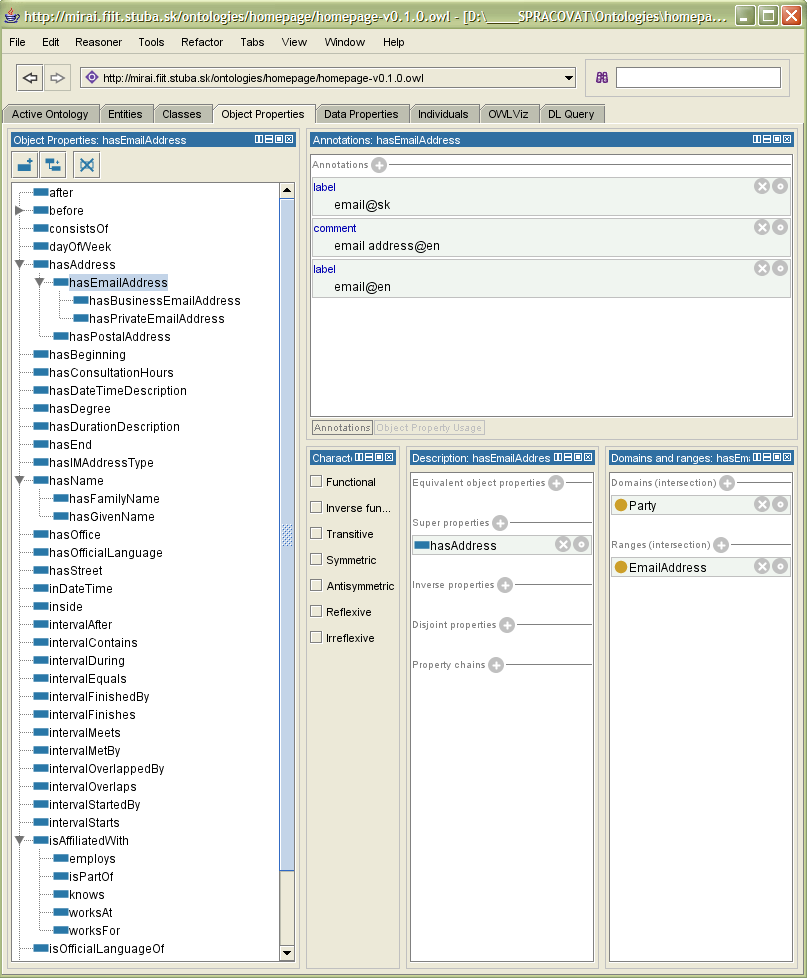 http://mirai.fiit.stuba.sk/ontologies/homepage/homepage-v0.1.0.owl - [D:\_____SPRACOVAT\Ontologies\homepa...
File Edit Reasoner Tools Refactor Tabs View Window Help
http://mirai.fiit.stuba.sk/ontologies/homepage/homepage-v0.1.0.owl
Active Ontology Entities Classes Object Properties Data Properties Individuals OWLViz DL Query
Object Properties: hasEmailAddress
after
before
consistsOf
dayOfWeek
hasAddress
hasEmailAddress
hasBusinessEmailAddress
hasPrivateEmailAddress
hasPostalAddress
hasBeginning
hasConsultationHours
hasDateTimeDescription
hasDegree
hasDurationDescription
hasEnd
hasIMAddressType
hasName
hasFamilyName
hasGivenName
hasOffice
hasOfficialLanguage
hasStreet
inDateTime
inside
intervalAfter
intervalContains
intervalDuring
intervalEquals
intervalFinishedBy
intervalFinishes
intervalMeets
intervalMetBy
intervalOverlappedBy
intervalOverlaps
intervalStartedBy
intervalStarts
isAffiliatedWith
employs
isPartOf
knows
worksAt
worksFor
isOfficialLanguageOf
Annotations: hasEmailAddress
Annotations
label
email@sk
comment
email address@en
label
email@en
Annotations Object Property Usage
Characte
Functional
Inverse fun...
Transitive
Symmetric
Antisymmetric
Reflexive
Irreflexive
Description: hasEmailAddres
Equivalent object properties
Super properties
hasAddress
Inverse properties
Disjoint properties
Property chains
Domains and ranges: hasEma
Domains (intersection)
Party
Ranges (intersection)
EmailAddress